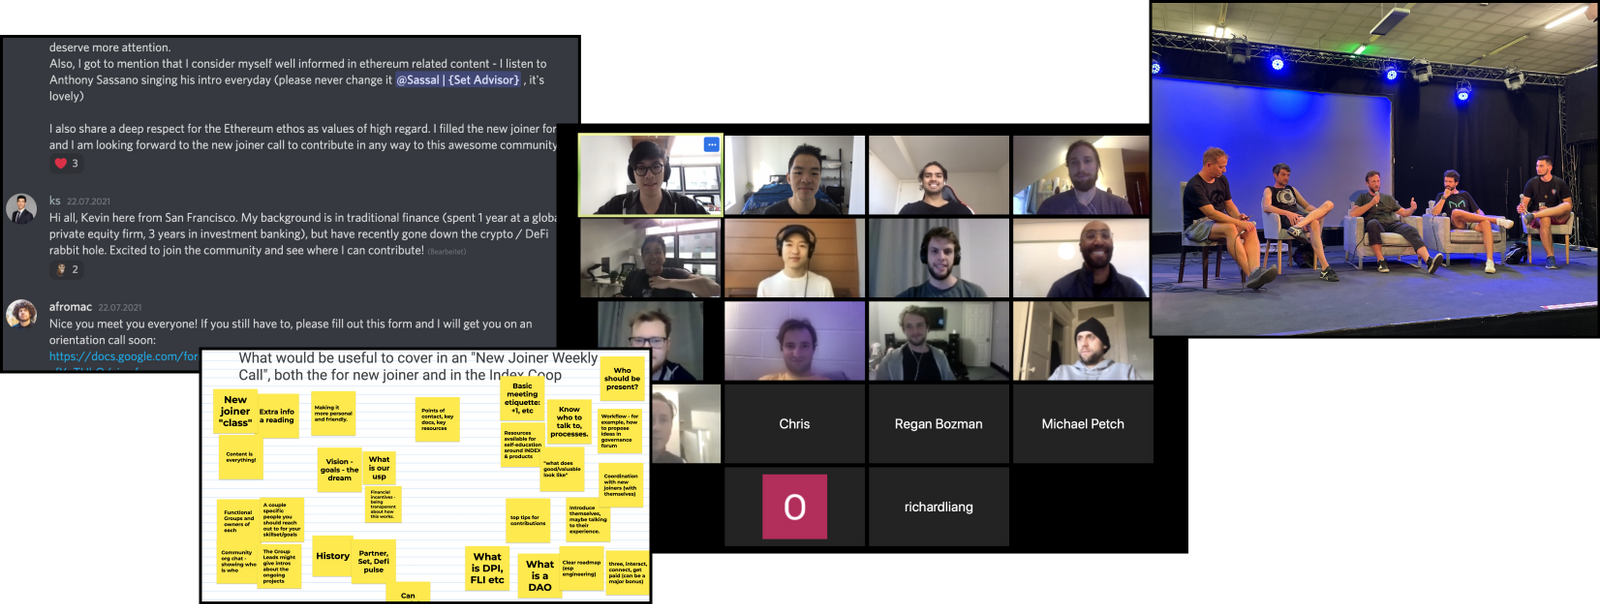 deserve more attention.
Also, I got to mention that I consider myself well informed in ethereum related content - I listen to
Anthony Sassano singing his intro everyday (please never change it @Sassal | {Set Advisor} , it's
lovely)
I also share a deep respect for the Ethereum ethos as values of high regard. I filled the new joiner for
and I am looking forward to the new joiner call to contribute in any way to this awesome community
3
ks 22.07.2021
Hi all, Kevin here from San Francisco. My background is in traditional finance (spent 1 year at a globa
private equity firm, 3 years in investment banking), but have recently gone down the crypto / DeFi
rabbit hole. Excited to join the community and see where I can contribute! (Bearbeitet)
2
afromac 22.07.2021
Nice you meet you everyone! If you still have to, please fill out this form and I will get you on an
orientation call soon:
https://docs.google.com/for
What would be useful to cover in an "New Joiner Weekly
Call", both the for new joiner and in the Index Coop
New
joiner
"class"
Extra info
a reading
Making it
more personal
and friendly.
Points of
contact, key
docs, key
resources
Basic
meeting
etiquette:
+1, etc
Know
who to
talk to,
processes.
Who
should be
present?
Workflow - for
example, how
to propose
ideas in
governance
forum
Resources
available for
self-education
around INDEX
& products
Content is
everything!
Vision -
goals - the
dream
What
is our
usp
"what does
good/valuable
look like"
Coordination
with new
joiners (with
themselves)
Financial
incentives -
being
transparent
about how
this works.
Functional
Groups and
owners of
each
A couple
specific
people you
should reach
out to for your
skillset/goals
top tips for
contributions
Introduce
themselves,
maybe talking
to their
experience.
Community
org chat -
showing who
is who
The Group
Leads might
give intros
about the
ongoing
projects
History
Partner,
Set, Defi
pulse
What
is DPI,
FLI etc
What
is a
DAO
Clear roadmap
(esp
engineering)
three, interact,
connect, get
paid (can be a
major bonus)
Can
Chris
Regan Bozman
Michael Petch
O
richardliang